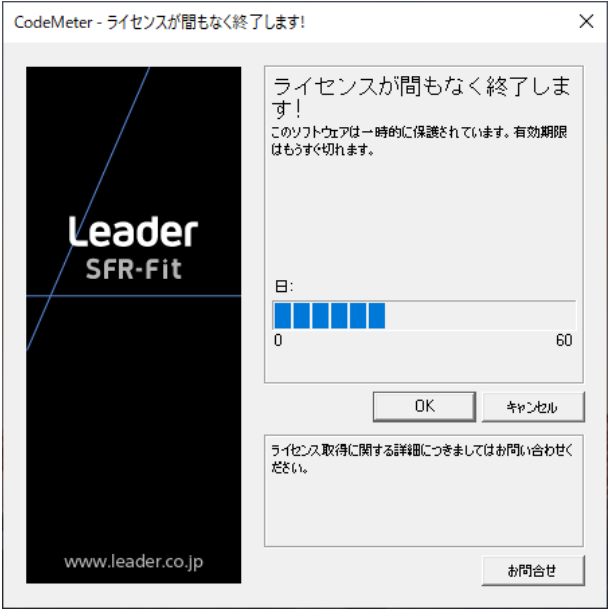 CodeMeter - ライセンスが間もなく終了します!
Leader
SFR-Fit
www.leader.co.jp
ライセンスが間もなく終了しま
す!
このソフトウェアは一時的に保護されています。有効期限
はもうすぐ切れます。
日:
0 60
OK キャンセル
ライセンス取得に関する詳細につきましてはお問い合わせく
ださい。
お問合せ